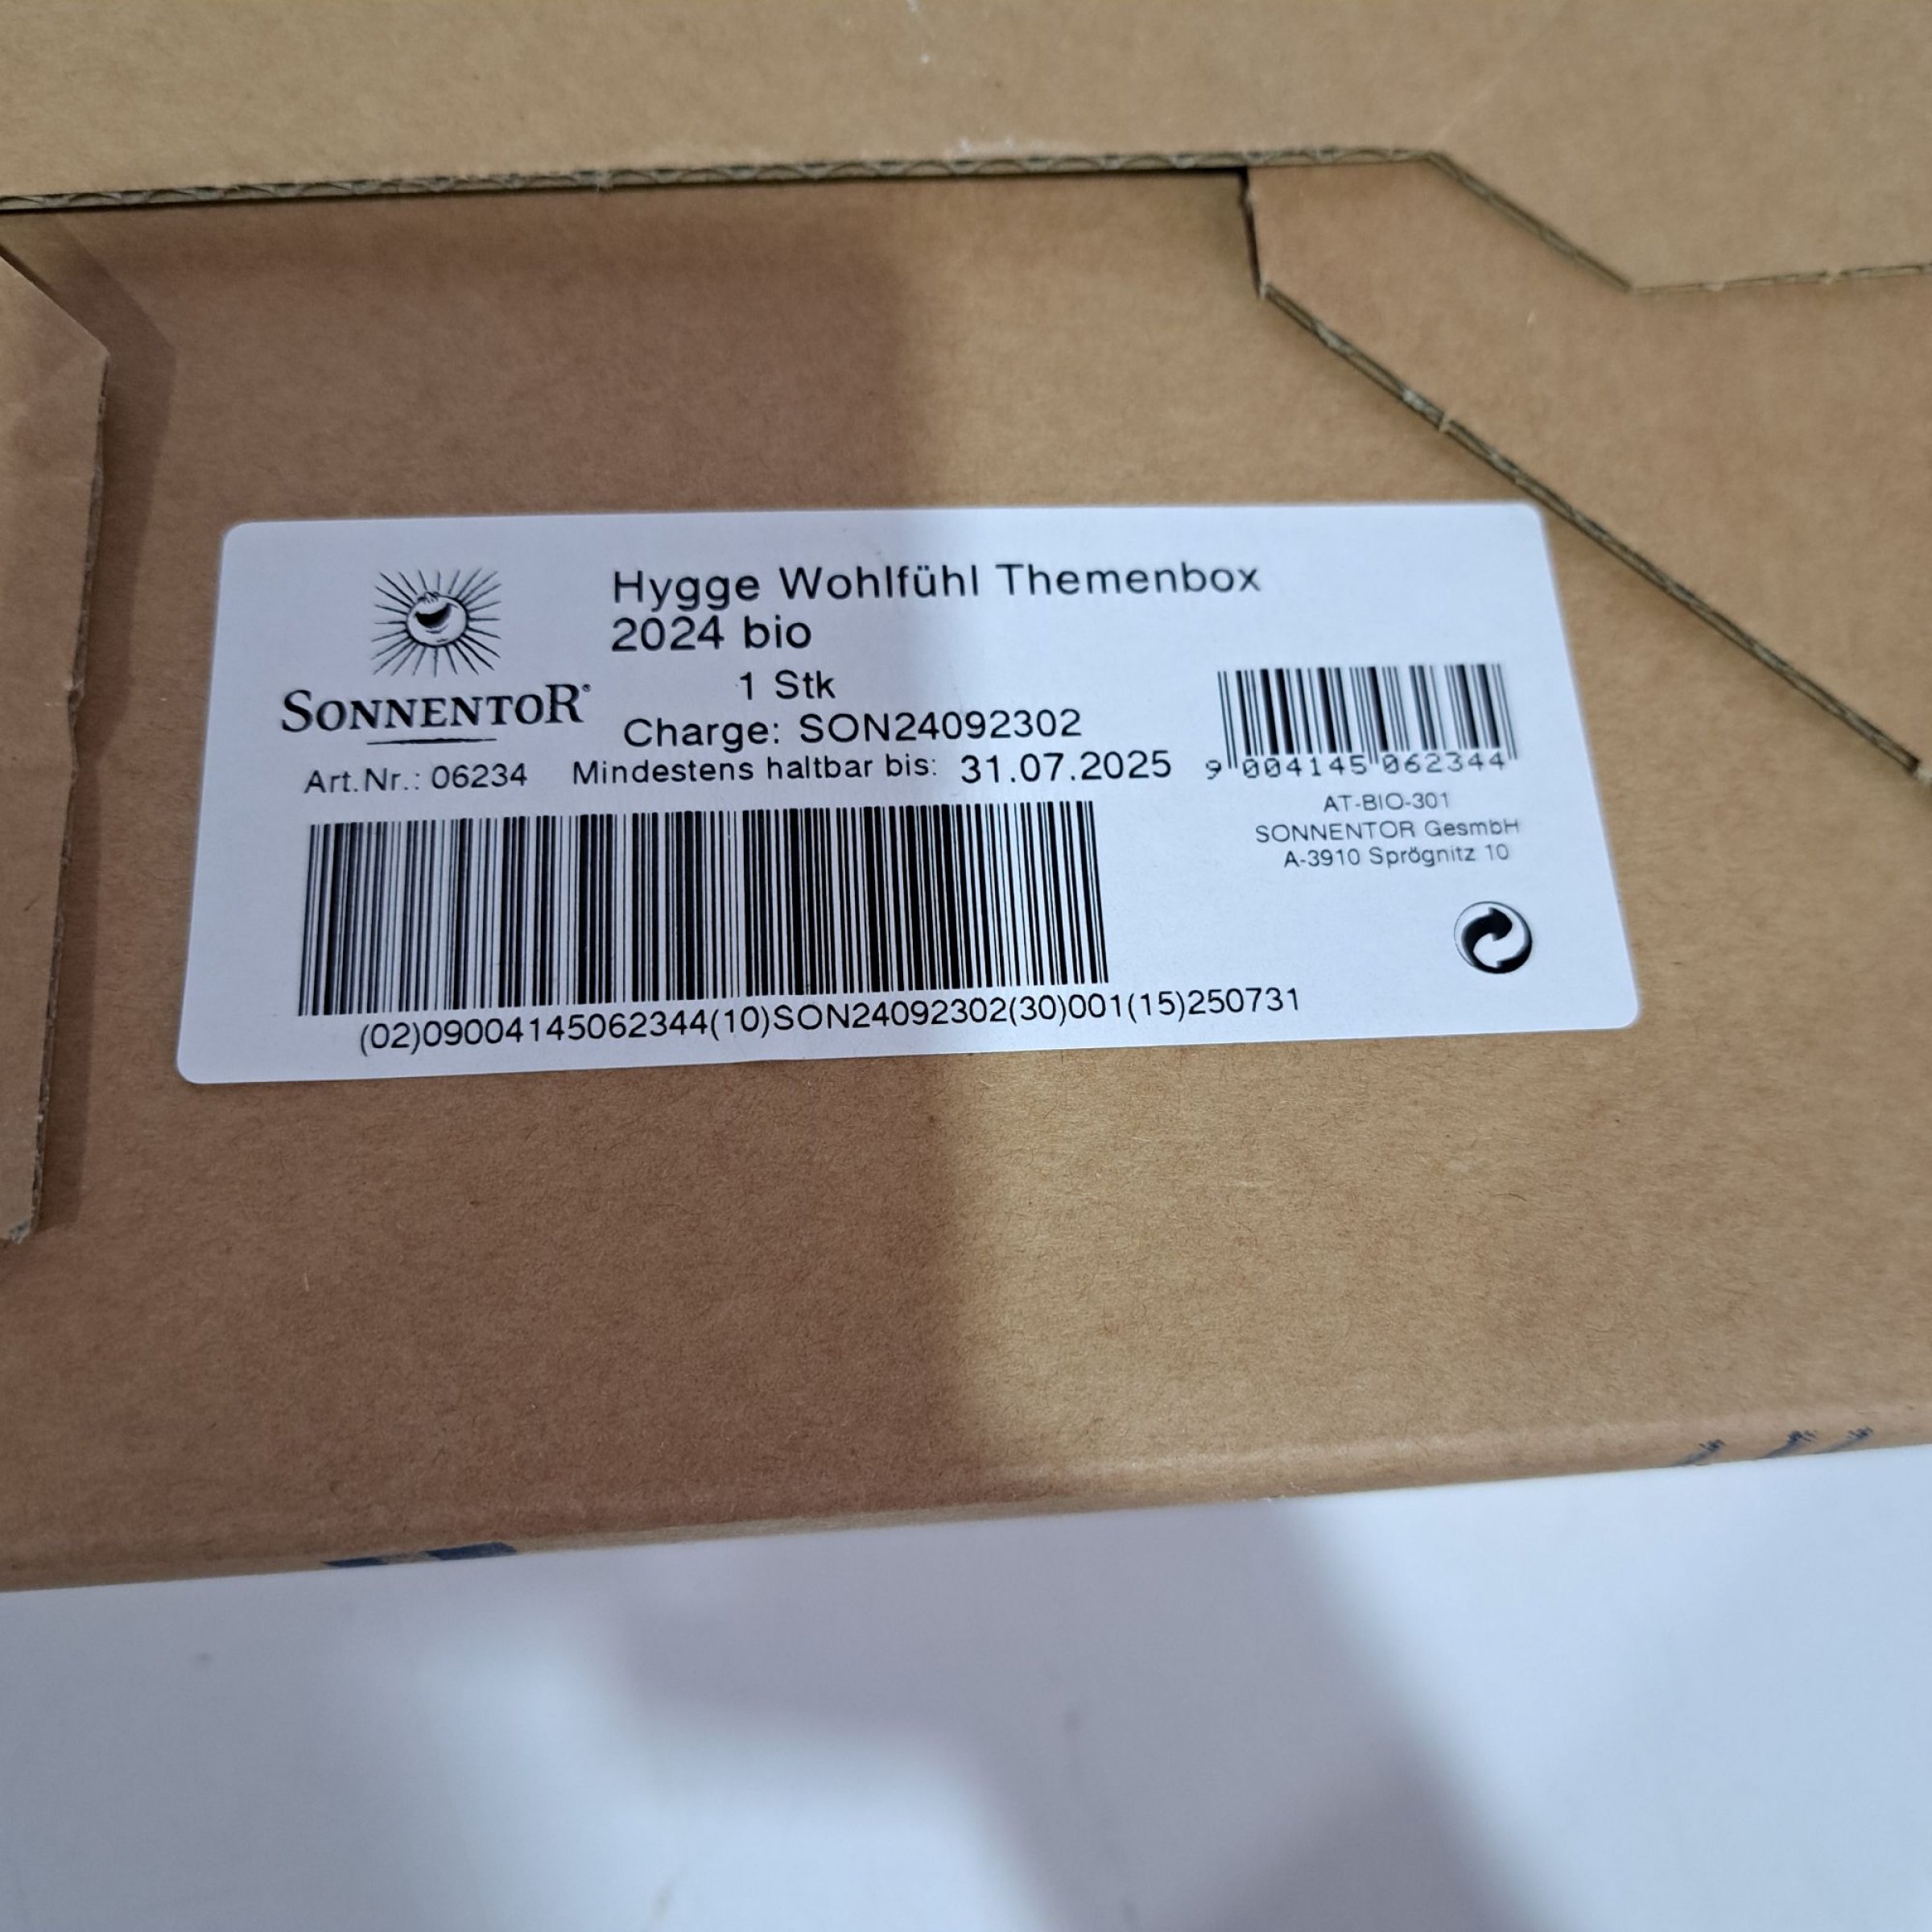 Hygge Wohlfühl Themenbox
2024 bio
1 Stk
SONNENTOR®
Charge: SON24092302
Art.Nr.: 06234 Mindestens haltbar bis: 31.07.2025
9 004145 062344
AT-BIO-301
SONNENTOR GesmbH
A-3910 Sprögnitz 10
(02)09004145062344(10)SON24092302(30)001(15)250731